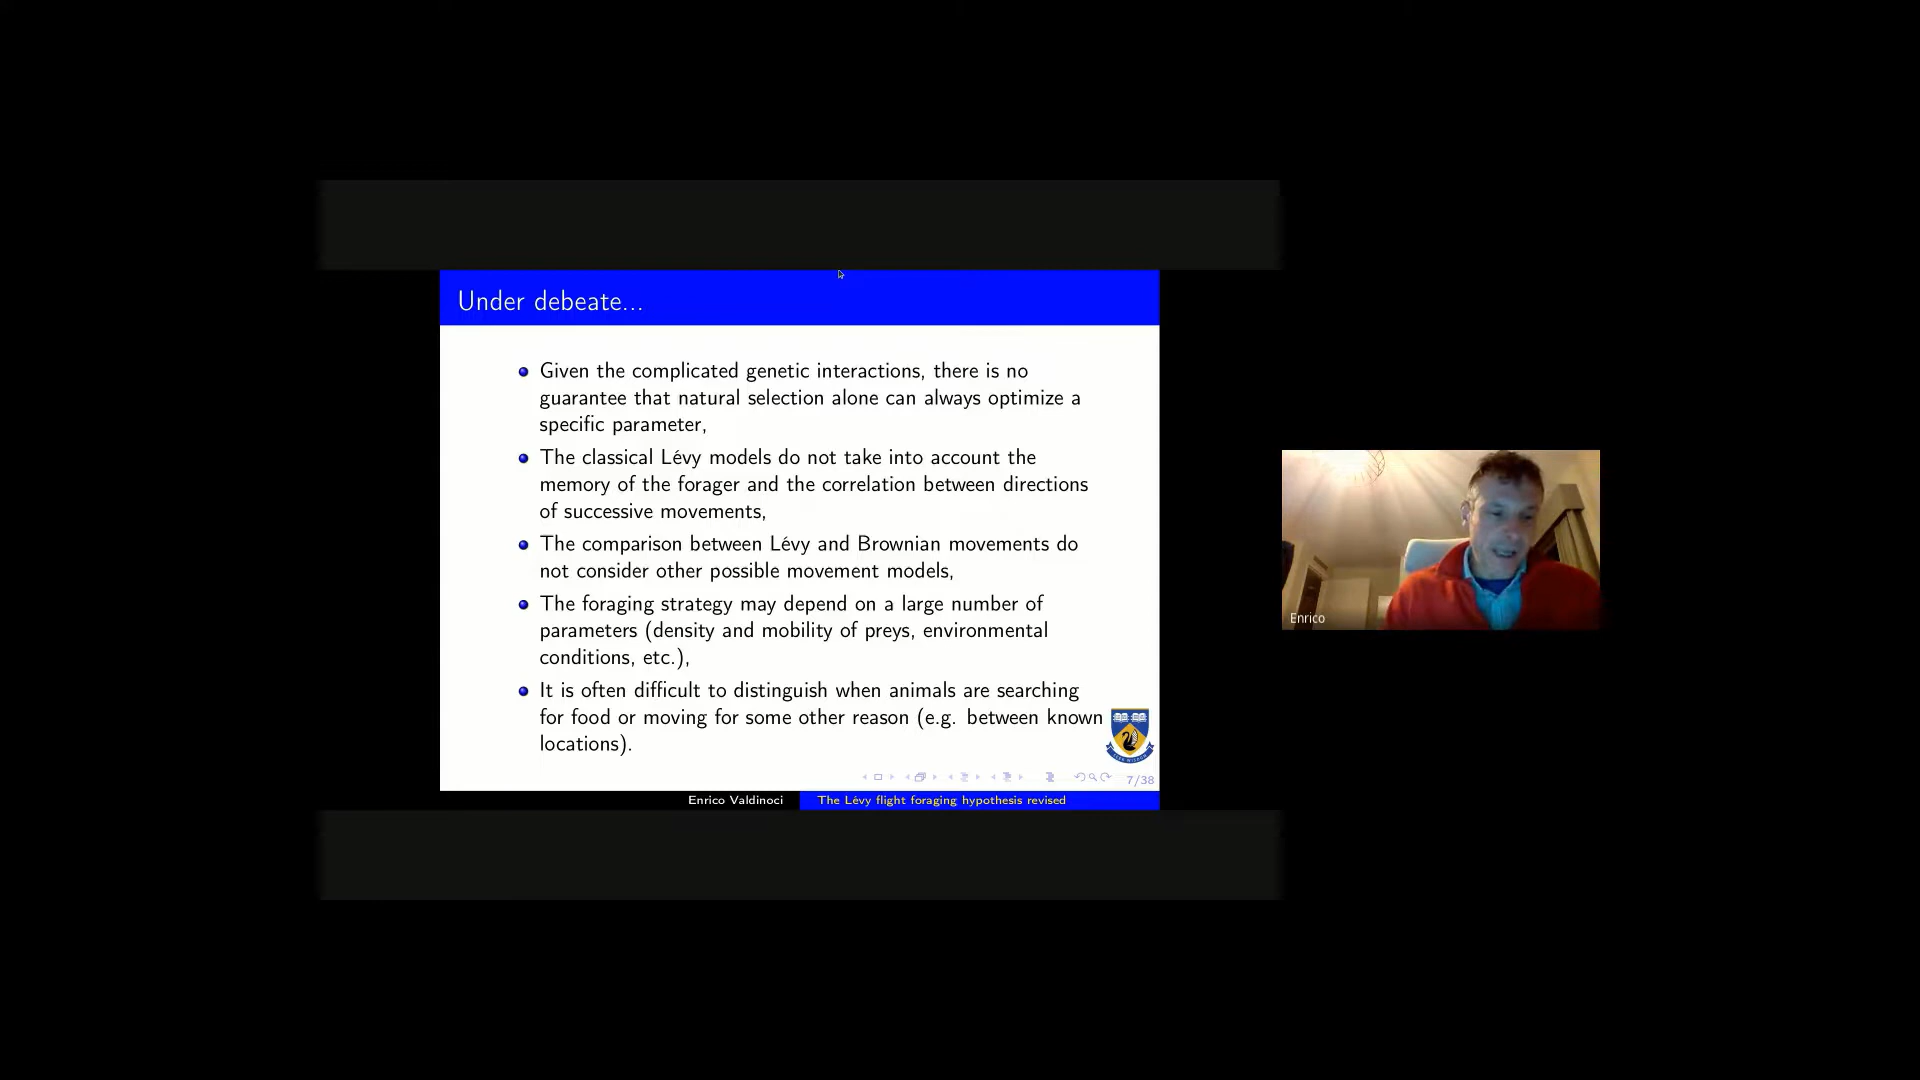 Under debeate...
Given the complicated genetic interactions, there is no
guarantee that natural selection alone can always optimize a
specific parameter,
The classical Lévy models do not take into account the
memory of the forager and the correlation between directions
of successive movements,
The comparison between Lévy and Brownian movements do
not consider other possible movement models,
The foraging strategy may depend on a large number of
parameters (density and mobility of preys, environmental
conditions, etc.),
It is often difficult to distinguish when animals are searching
for food or moving for some other reason (e.g. between known
locations).
7/38
Enrico Valdinoci
The Lévy flight foraging hypothesis revised
Enrico